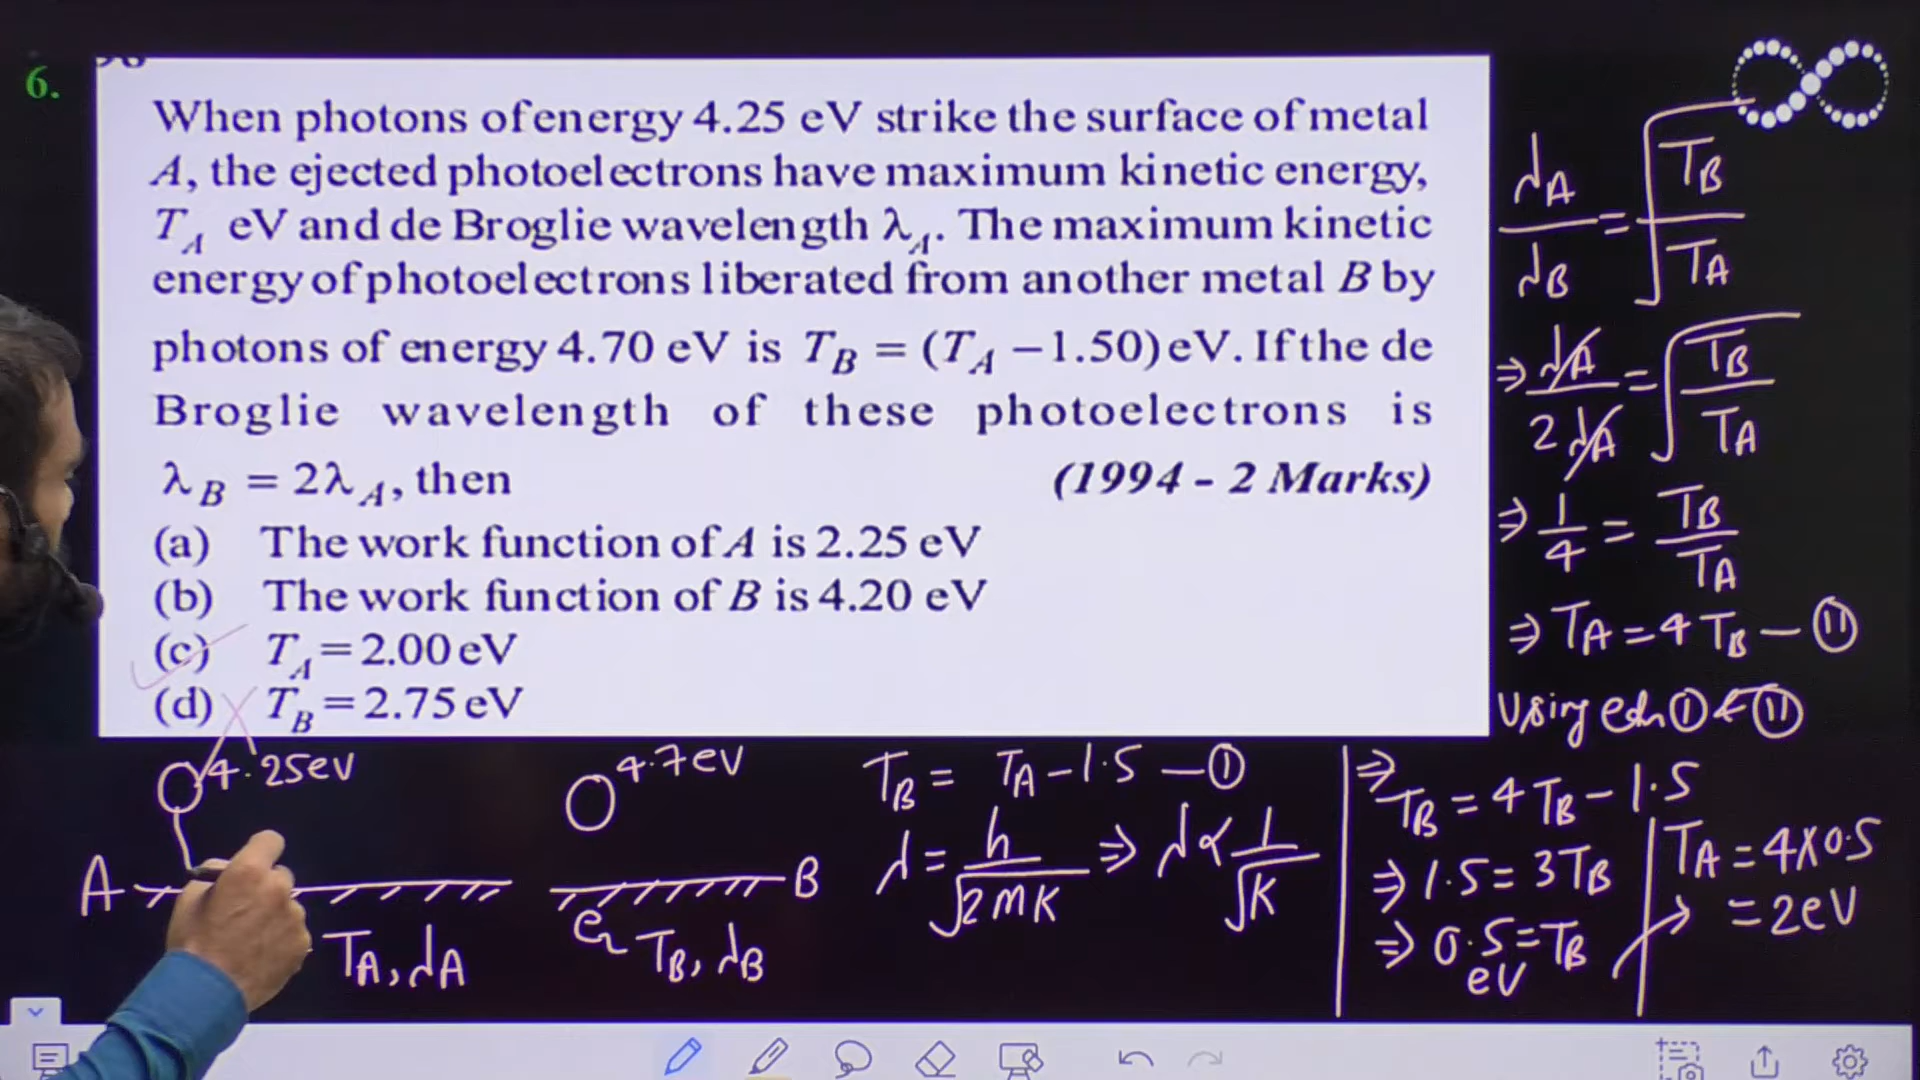 6.
When photons of energy 4.25 eV strike the surface of metal
A, the ejected photoelectrons have maximum kinetic energy,
T_A eV and de Broglie wavelength λ_A. The maximum kinetic
energy of photoelectrons liberated from another metal B by
photons of energy 4.70 eV is T_B = (T_A −1.50) eV. If the de
Broglie wavelength of these photoelectrons is
λ_B = 2λ_A, then (1994 - 2 Marks)
(a) The work function of A is 2.25 eV
(b) The work function of B is 4.20 eV
(c) T_A = 2.00 eV
(d) T_B = 2.75 eV
λA/λB = √(TB/TA)
⇒ λA/2λA = √(TB/TA)
⇒ 1/4 = TB/TA
⇒ TA = 4 TB — (II)
Using eqn (I) & (II)
4.25ev
A
TA, λA
4.7ev
B
e⁻
TB, λB
TB = TA - 1.5 — (I)
λ = h/√2mK ⇒ λ ∝ 1/√K
⇒ TB = 4 TB - 1.5
⇒ 1.5 = 3TB
⇒ 0.5 = TB
eV
TA = 4×0.5
= 2eV